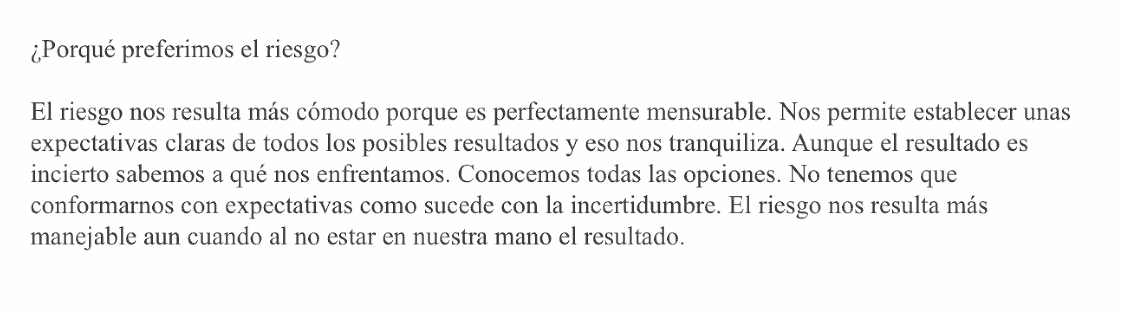 ¿Porqué preferimos el riesgo?
El riesgo nos resulta más cómodo porque es perfectamente mensurable. Nos permite establecer unas
expectativas claras de todos los posibles resultados y eso nos tranquiliza. Aunque el resultado es
incierto sabemos a qué nos enfrentamos. Conocemos todas las opciones. No tenemos que
conformarnos con expectativas como sucede con la incertidumbre. El riesgo nos resulta más
manejable aun cuando al no estar en nuestra mano el resultado.